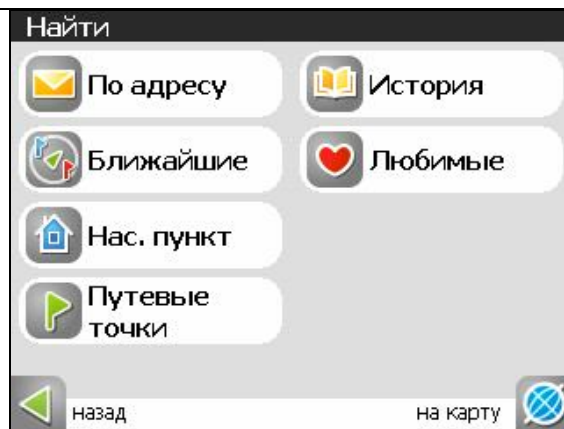 Найти
По адресу
История
Ближайшие
Любимые
Нас. пункт
Путевые
точки
назад
на карту